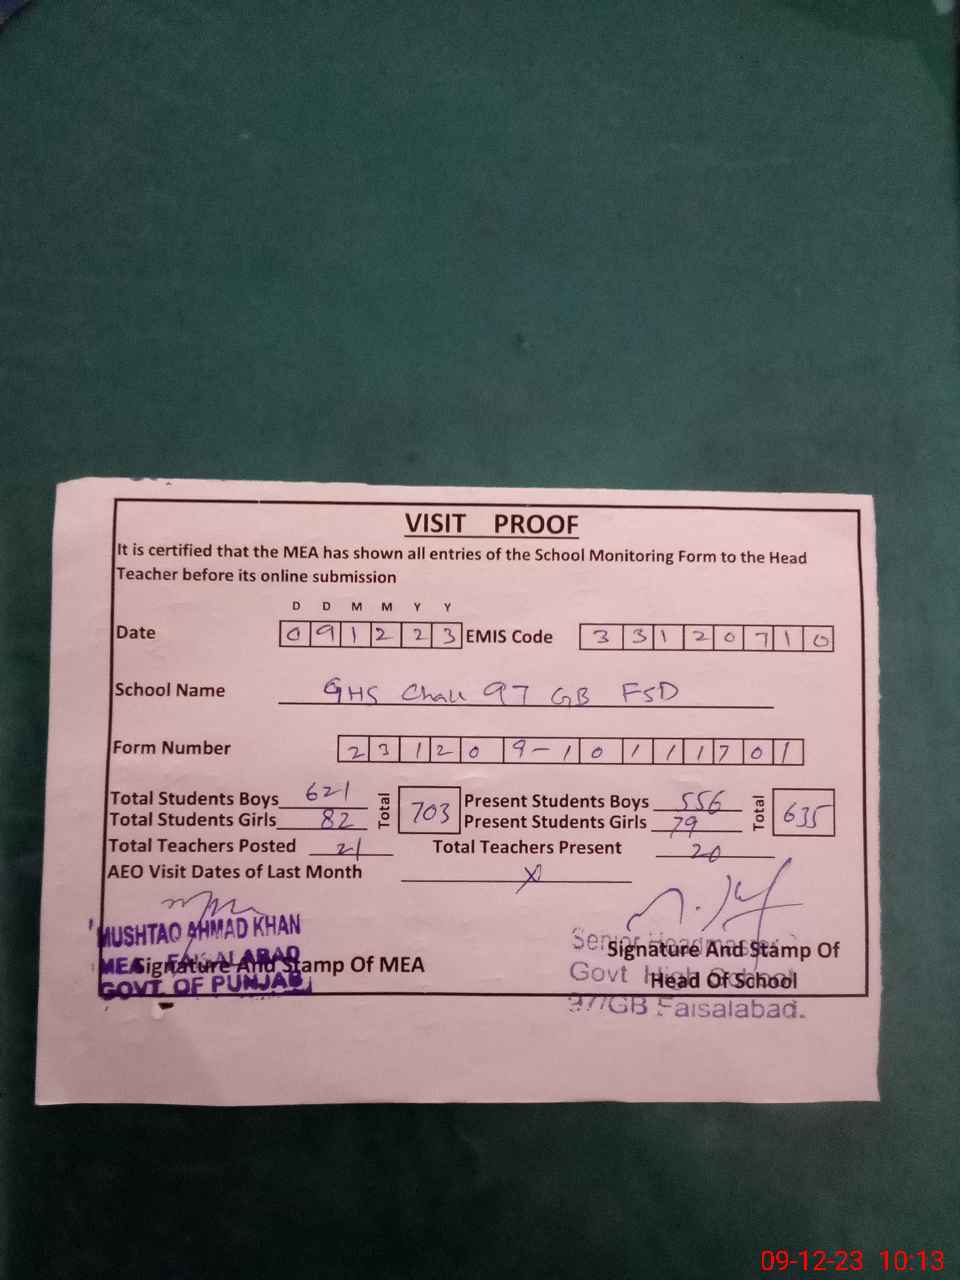 VISIT PROOF
It is certified that the MEA has shown all entries of the School Monitoring Form to the Head
Teacher before its online submission
D D M M Y Y
Date 0 9 1 2 2 3 EMIS Code 3 3 1 2 0 7 1 0
School Name GHS Chak 97 GB FSD
Form Number 2 3 1 2 0 9 - 1 0 1 1 1 7 0 1
Total Students Boys 621 Total 703 Present Students Boys 556 Total 635
Total Students Girls 82 Present Students Girls 79
Total Teachers Posted 21 Total Teachers Present 20
AEO Visit Dates of Last Month X
MUSHTAQ AHMAD KHAN
MEA FAISALABAD
GOVT. OF PUNJAB
Signature And Stamp Of MEA
Senior Headmaster
Govt High School
97/GB Faisalabad.
Signature And Stamp Of
Head Of School
09-12-23 10:13